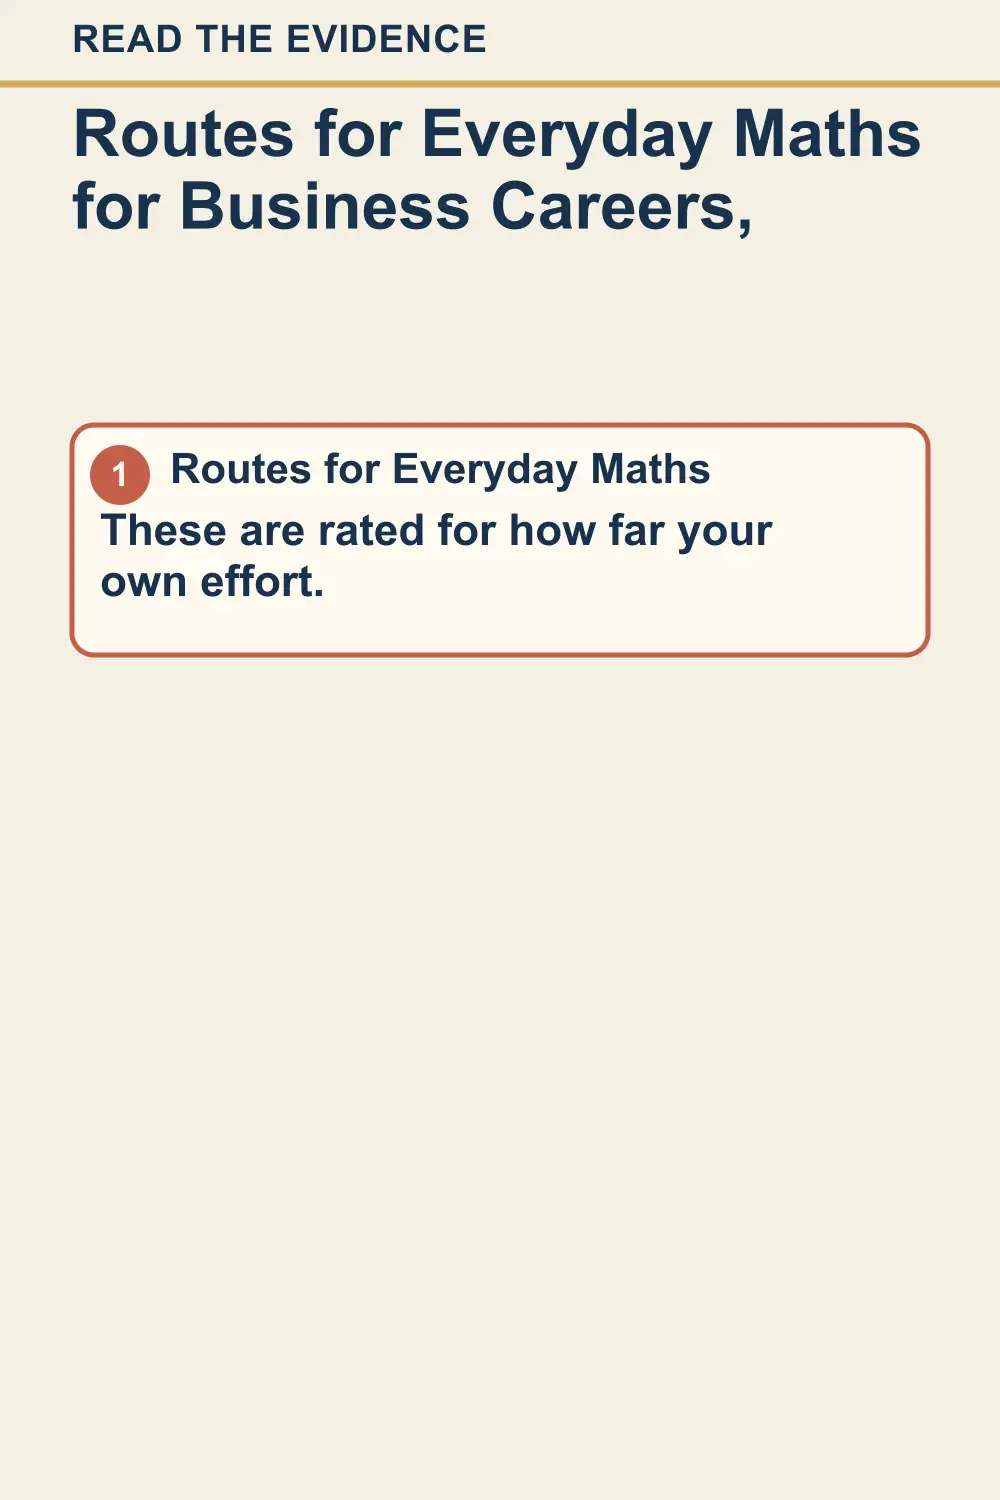 READ THE EVIDENCE
Routes for Everyday Maths
for Business Careers,
1 Routes for Everyday Maths
These are rated for how far your
own effort.